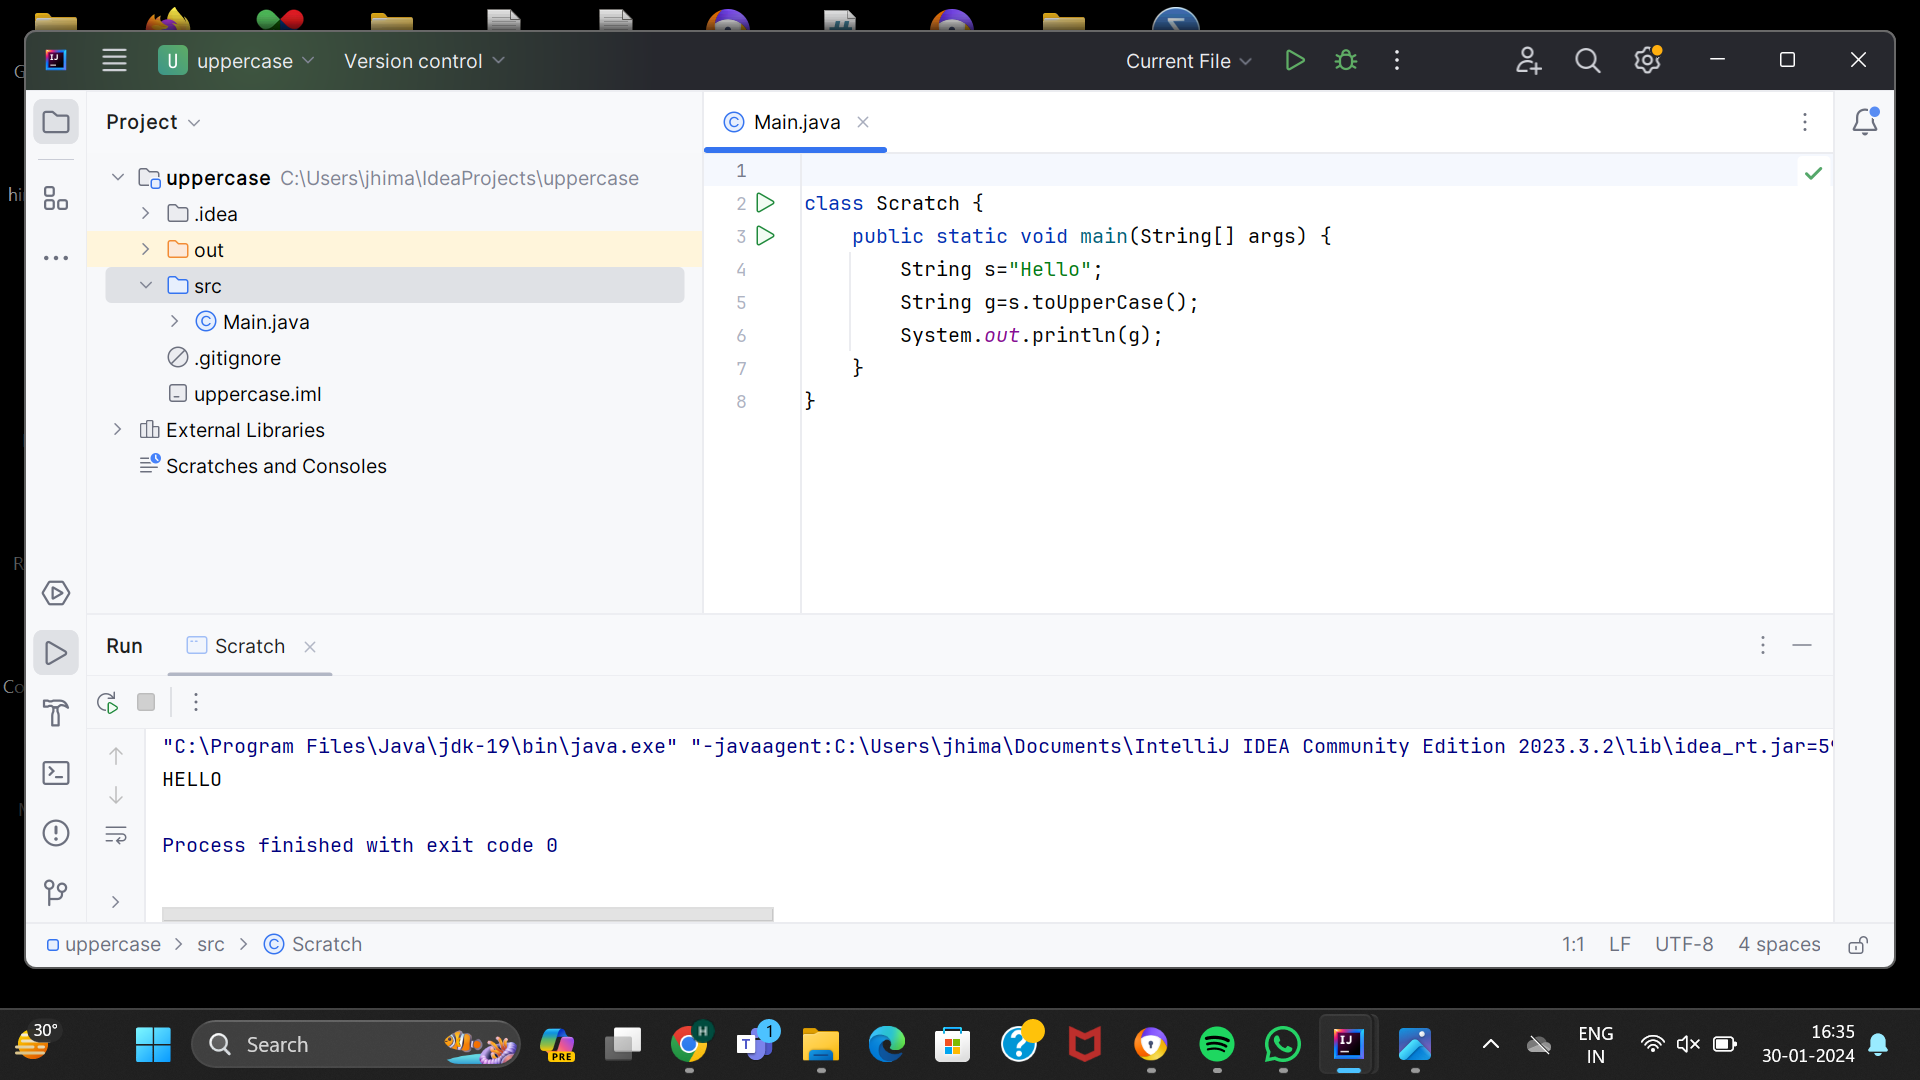 U uppercase Version control Current File
Project
Main.java
uppercase C:\Users\jhima\IdeaProjects\uppercase
.idea
out
src
Main.java
.gitignore
uppercase.iml
External Libraries
Scratches and Consoles
1
2 class Scratch {
3 public static void main(String[] args) {
4 String s="Hello";
5 String g=s.toUpperCase();
6 System.out.println(g);
7 }
8 }
Run Scratch
"C:\Program Files\Java\jdk-19\bin\java.exe" "-javaagent:C:\Users\jhima\Documents\IntelliJ IDEA Community Edition 2023.3.2\lib\idea_rt.jar=5
HELLO
Process finished with exit code 0
uppercase > src > Scratch 1:1 LF UTF-8 4 spaces
30°
Search
PRE
H
1
ENG
IN
16:35
30-01-2024